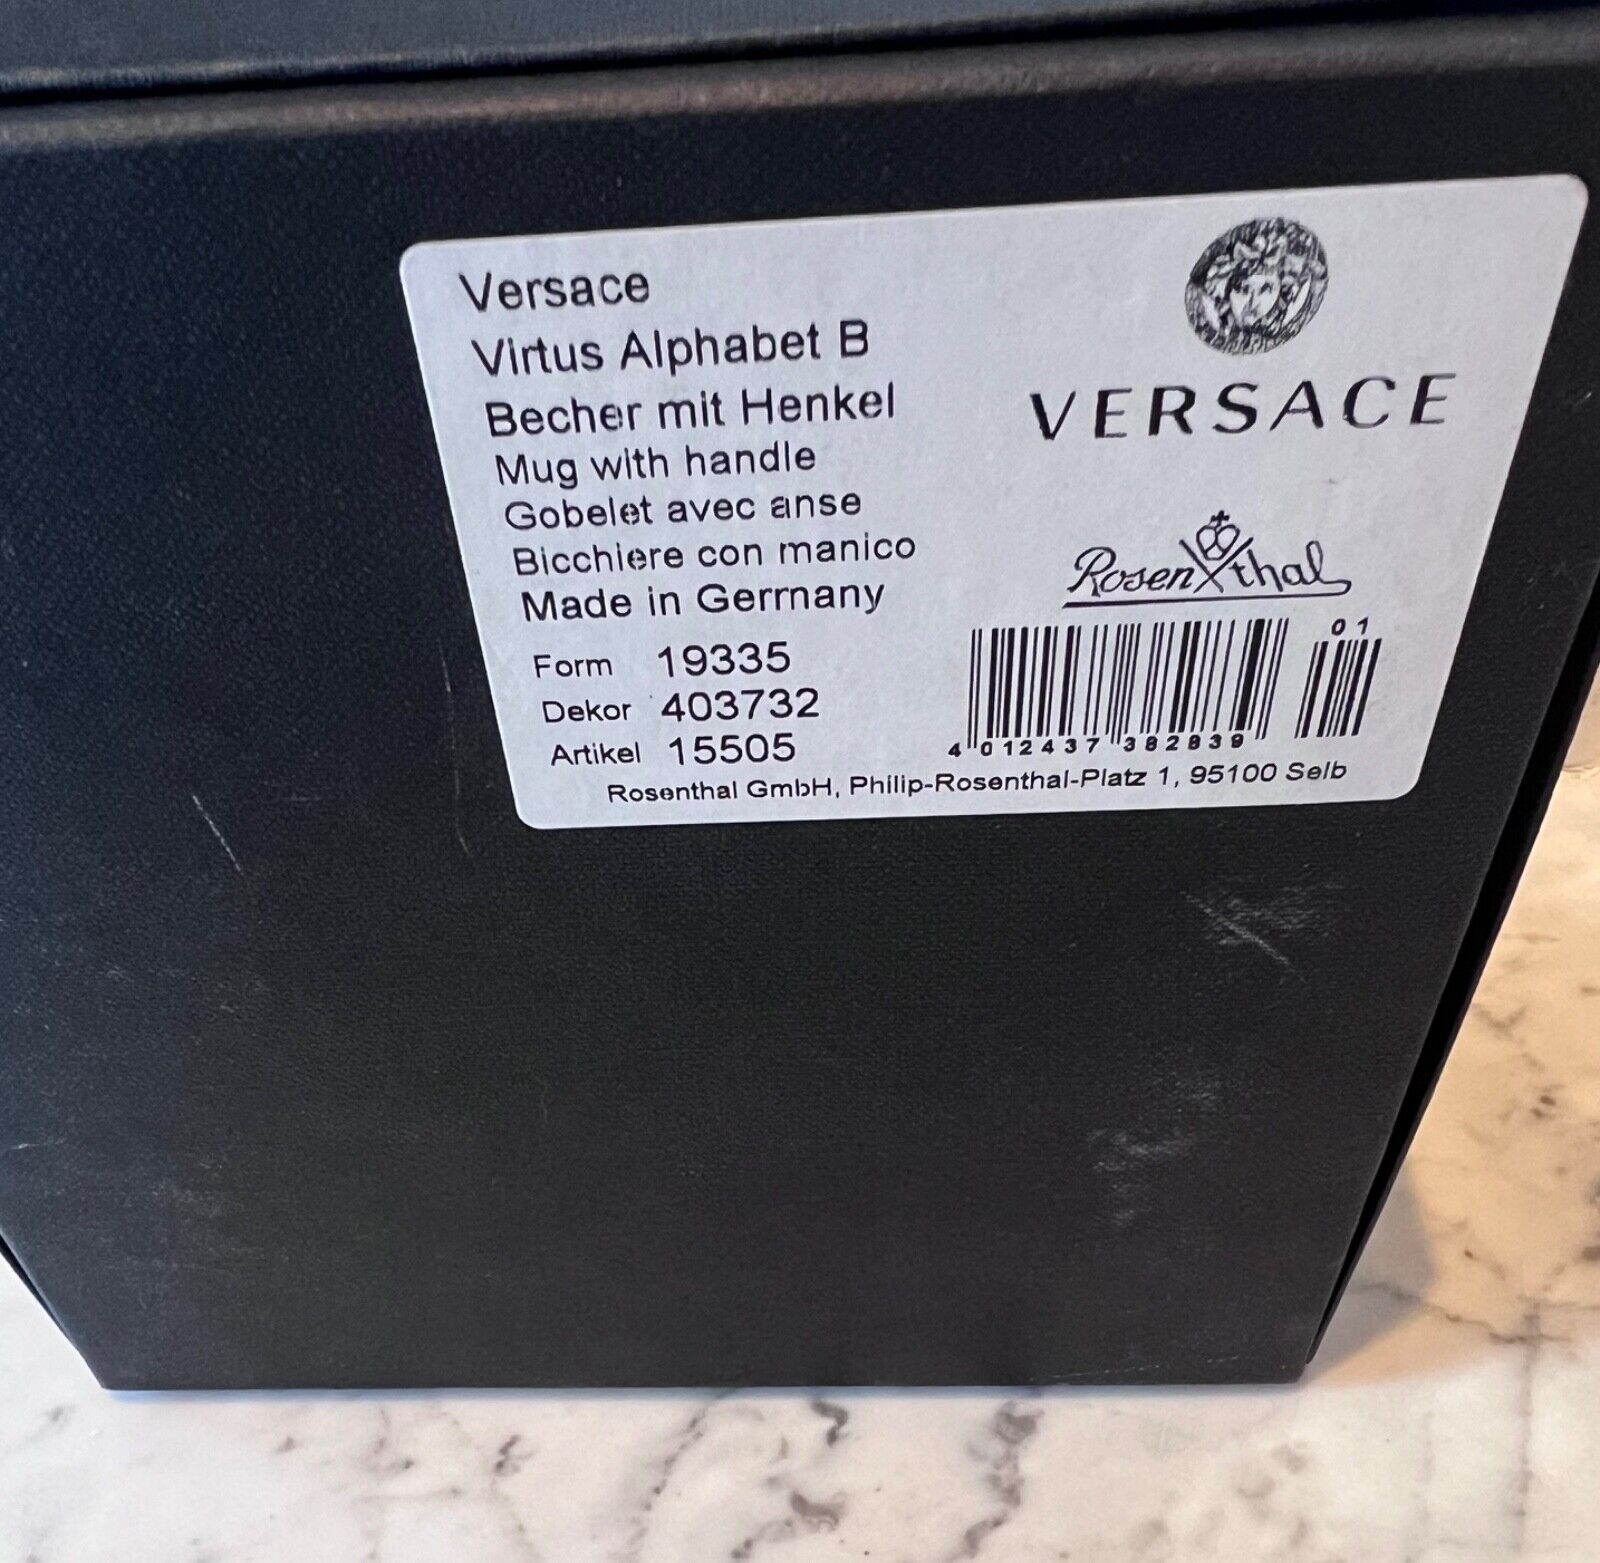 Versace
Virtus Alphabet B
Becher mit Henkel
Mug with handle
Gobelet avec anse
Bicchiere con manico
Made in Germany
Form 19335
Dekor 403732
Artikel 15505
VERSACE
Rosenthal
01
4 012437 382839
Rosenthal GmbH, Philip-Rosenthal-Platz 1, 95100 Selb